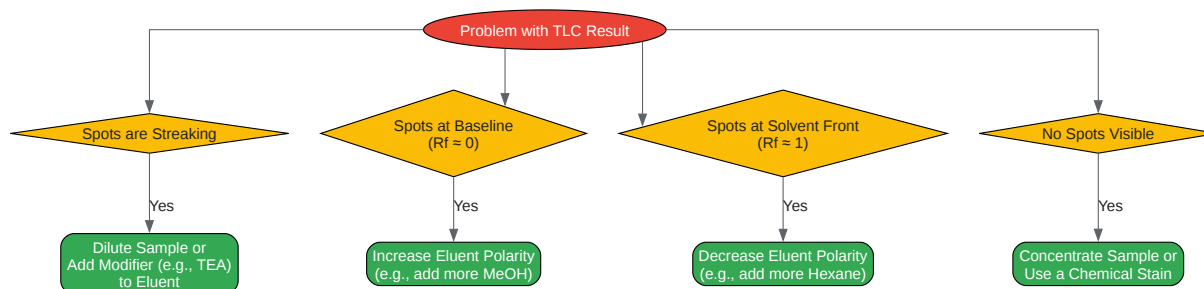 Problem with TLC Result
Spots are Streaking
Spots at Baseline
(Rf ≈ 0)
Spots at Solvent Front
(Rf ≈ 1)
No Spots Visible
Yes
Yes
Yes
Yes
Dilute Sample or
Add Modifier (e.g., TEA)
to Eluent
Increase Eluent Polarity
(e.g., add more MeOH)
Decrease Eluent Polarity
(e.g., add more Hexane)
Concentrate Sample or
Use a Chemical Stain